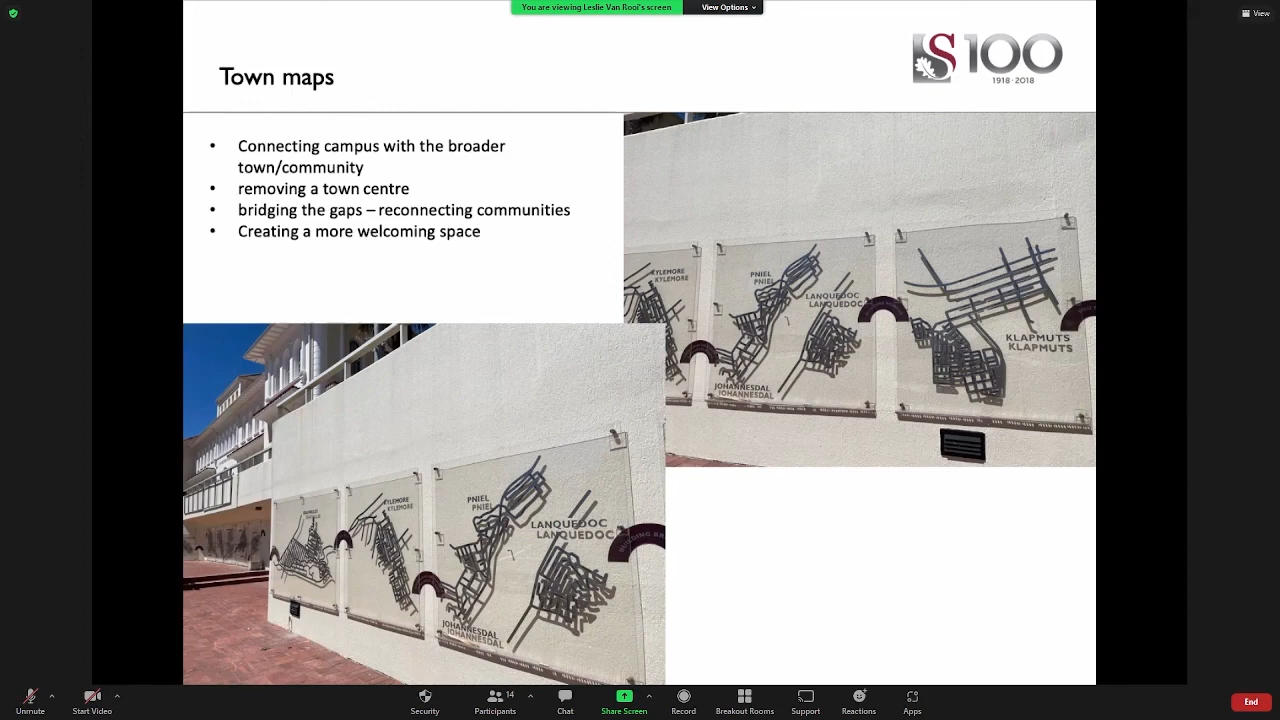 You are viewing Leslie Van Rooi's screen
View Options
View
Town maps
S100
1918 · 2018
• Connecting campus with the broader
town/community
• removing a town centre
• bridging the gaps – reconnecting communities
• Creating a more welcoming space
KYLEMORE
KYLEMORE
PNIEL
PNIEL
LANQUEDOC
LANQUEDOC
JOHANNESDAL
JOHANNESDAL
KLAPMUTS
KLAPMUTS
KYLEMORE
KYLEMORE
PNIEL
PNIEL
LANQUEDOC
LANQUEDOC
JOHANNESDAL
JOHANNESDAL
Unmute
Start Video
Security
Participants
14
Chat
Share Screen
Record
Breakout Rooms
Support
Reactions
Apps
End